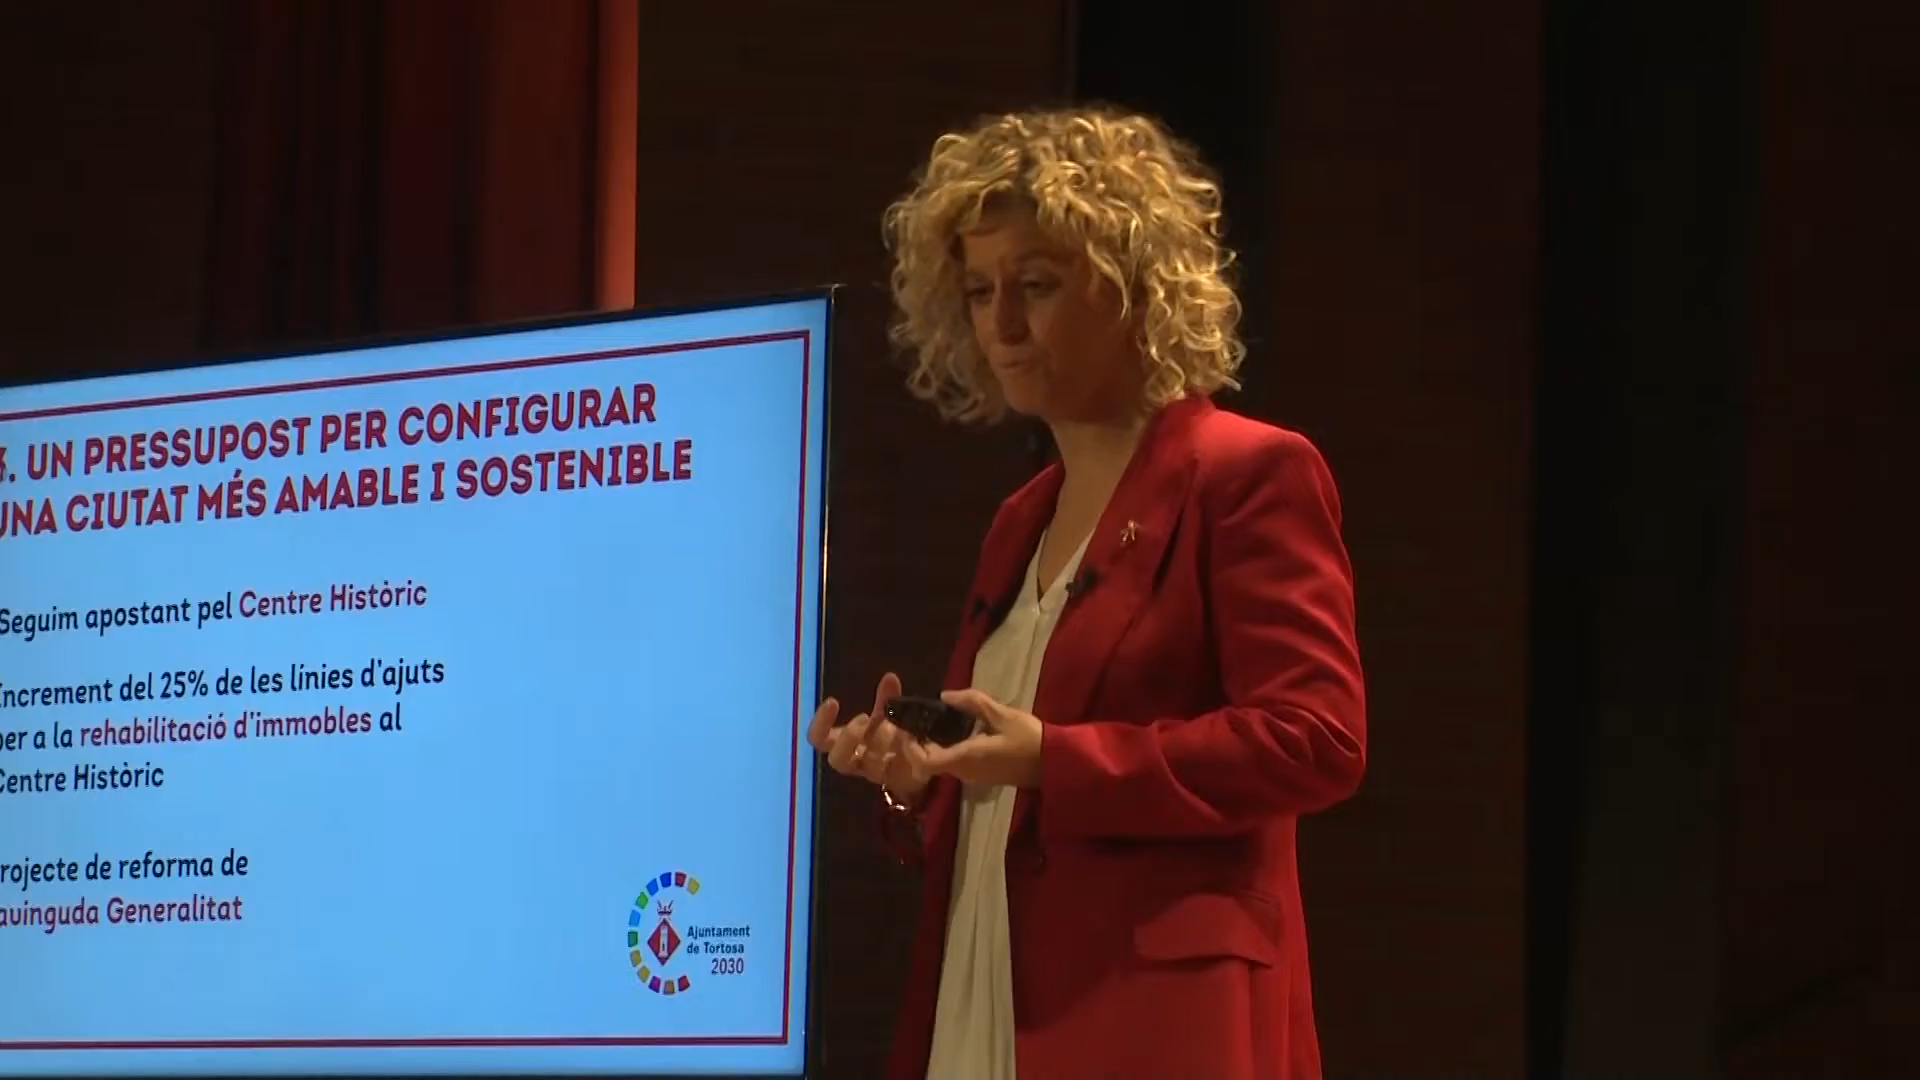 . UN PRESSUPOST PER CONFIGURAR
UNA CIUTAT MÉS AMABLE I SOSTENIBLE
Seguim apostant pel Centre Històric
Increment del 25% de les línies d'ajuts
per a la rehabilitació d'immobles al
Centre Històric
rojecte de reforma de
avinguda Generalitat
Ajuntament
de Tortosa
2030